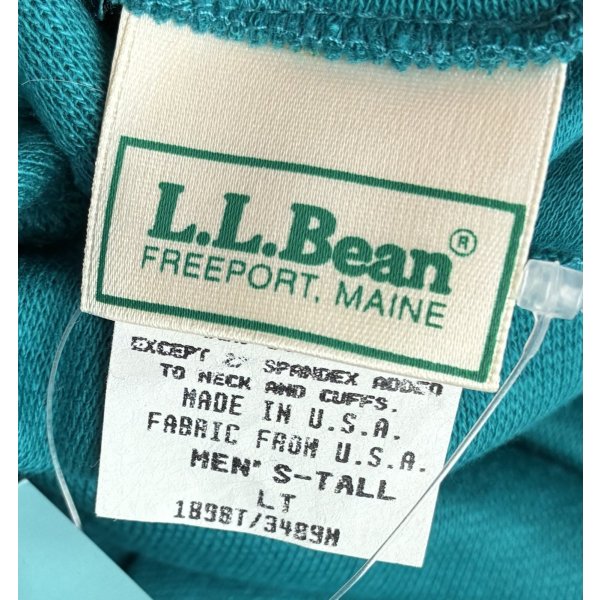 L.L.Bean®
FREEPORT, MAINE
EXCEPT 2% SPANDEX ADDED
TO NECK AND CUFFS.
MADE IN U.S.A.
FABRIC FROM U.S.A.
MEN'S-TALL
LT
1898T/3489M